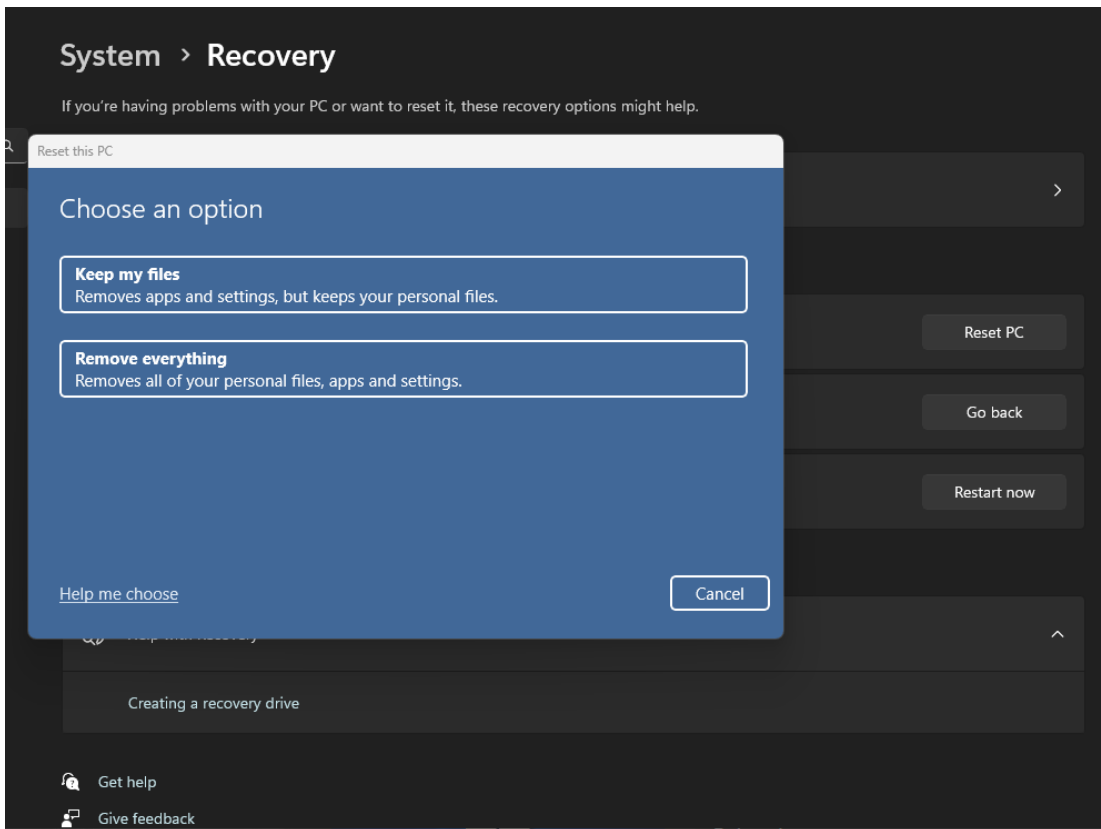 System > Recovery
If you're having problems with your PC or want to reset it, these recovery options might help.
Reset this PC
Choose an option
Keep my files
Removes apps and settings, but keeps your personal files.
Remove everything
Removes all of your personal files, apps and settings.
Help me choose
Cancel
Reset PC
Go back
Restart now
Help with Recovery
Creating a recovery drive
Get help
Give feedback